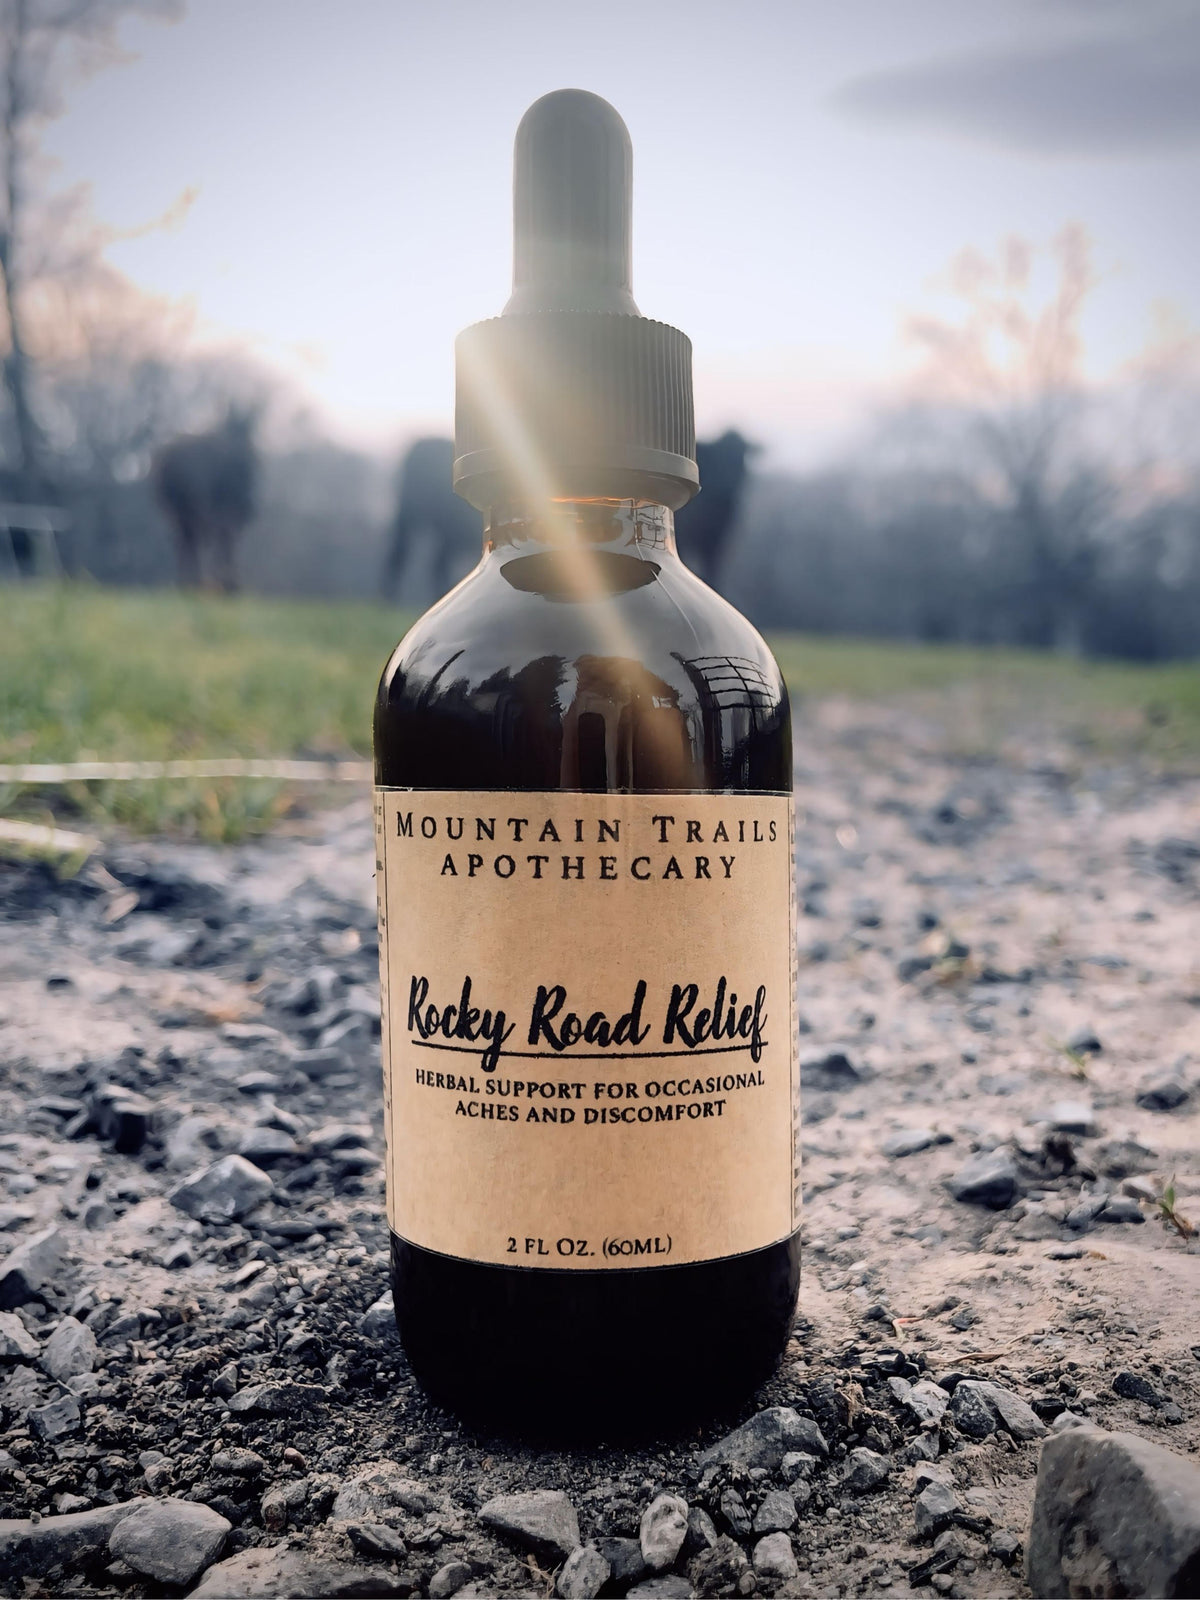 MOUNTAIN TRAILS
APOTHECARY
Rocky Road Relief
HERBAL SUPPORT FOR OCCASIONAL
ACHES AND DISCOMFORT
2 FL OZ. (60ML)